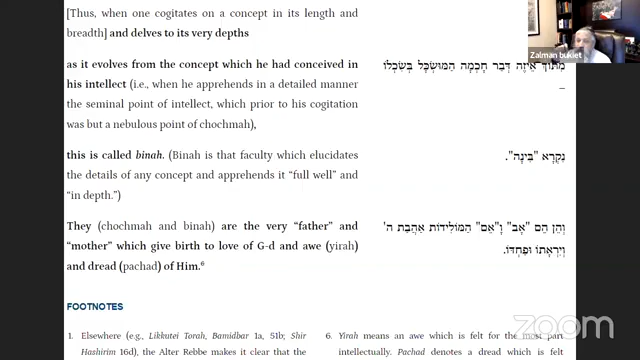 [Thus, when one cogitates on a concept in its length and
breadth] and delves to its very depths
as it evolves from the concept which he had conceived in
his intellect (i.e., when he apprehends in a detailed manner
the seminal point of intellect, which prior to his cogitation
was but a nebulous point of chochmah),
מִתּוֹךְ אֵיזֶה דְּבַר חָכְמָה הַמּוּשְׂכָּל בְּשִׂכְלוֹ
–
this is called binah. (Binah is that faculty which elucidates
the details of any concept and apprehends it “full well” and
“in depth.”)
נִקְרָא "בִּינָה".
They (chochmah and binah) are the very “father” and
“mother” which give birth to love of G-d and awe (yirah)
and dread (pachad) of Him.⁶
וְהֵן הֵם "אָב" וָ"אֵם" הַמּוֹלִידוֹת אַהֲבַת ה'
וְיִרְאָתוֹ וּפַחְדּוֹ.
FOOTNOTES
1. Elsewhere (e.g., Likkutei Torah, Bamidbar 1a, 51b; Shir
Hashirim 16d), the Alter Rebbe makes it clear that the
6. Yirah means an awe which is felt for the most part
intellectually. Pachad denotes a dread which is felt
Zalman bukiet
zoom